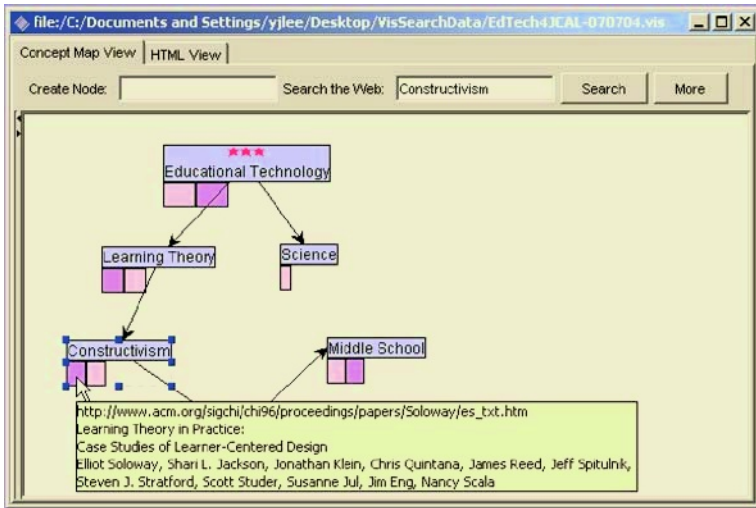 file:/C:/Documents and Settings/yjlee/Desktop/VisSearchData/EdTech4JCAL-070704.vis
Concept Map View HTML View
Create Node: Search the Web: Constructivism Search More
Educational Technology
Learning Theory Science
Constructivism Middle School
http://www.acm.org/sigchi/chi96/proceedings/papers/Soloway/es_txt.htm
Learning Theory in Practice:
Case Studies of Learner-Centered Design
Elliot Soloway, Shari L. Jackson, Jonathan Klein, Chris Quintana, James Reed, Jeff Spitulnik,
Steven J. Stratford, Scott Studer, Susanne Jul, Jim Eng, Nancy Scala